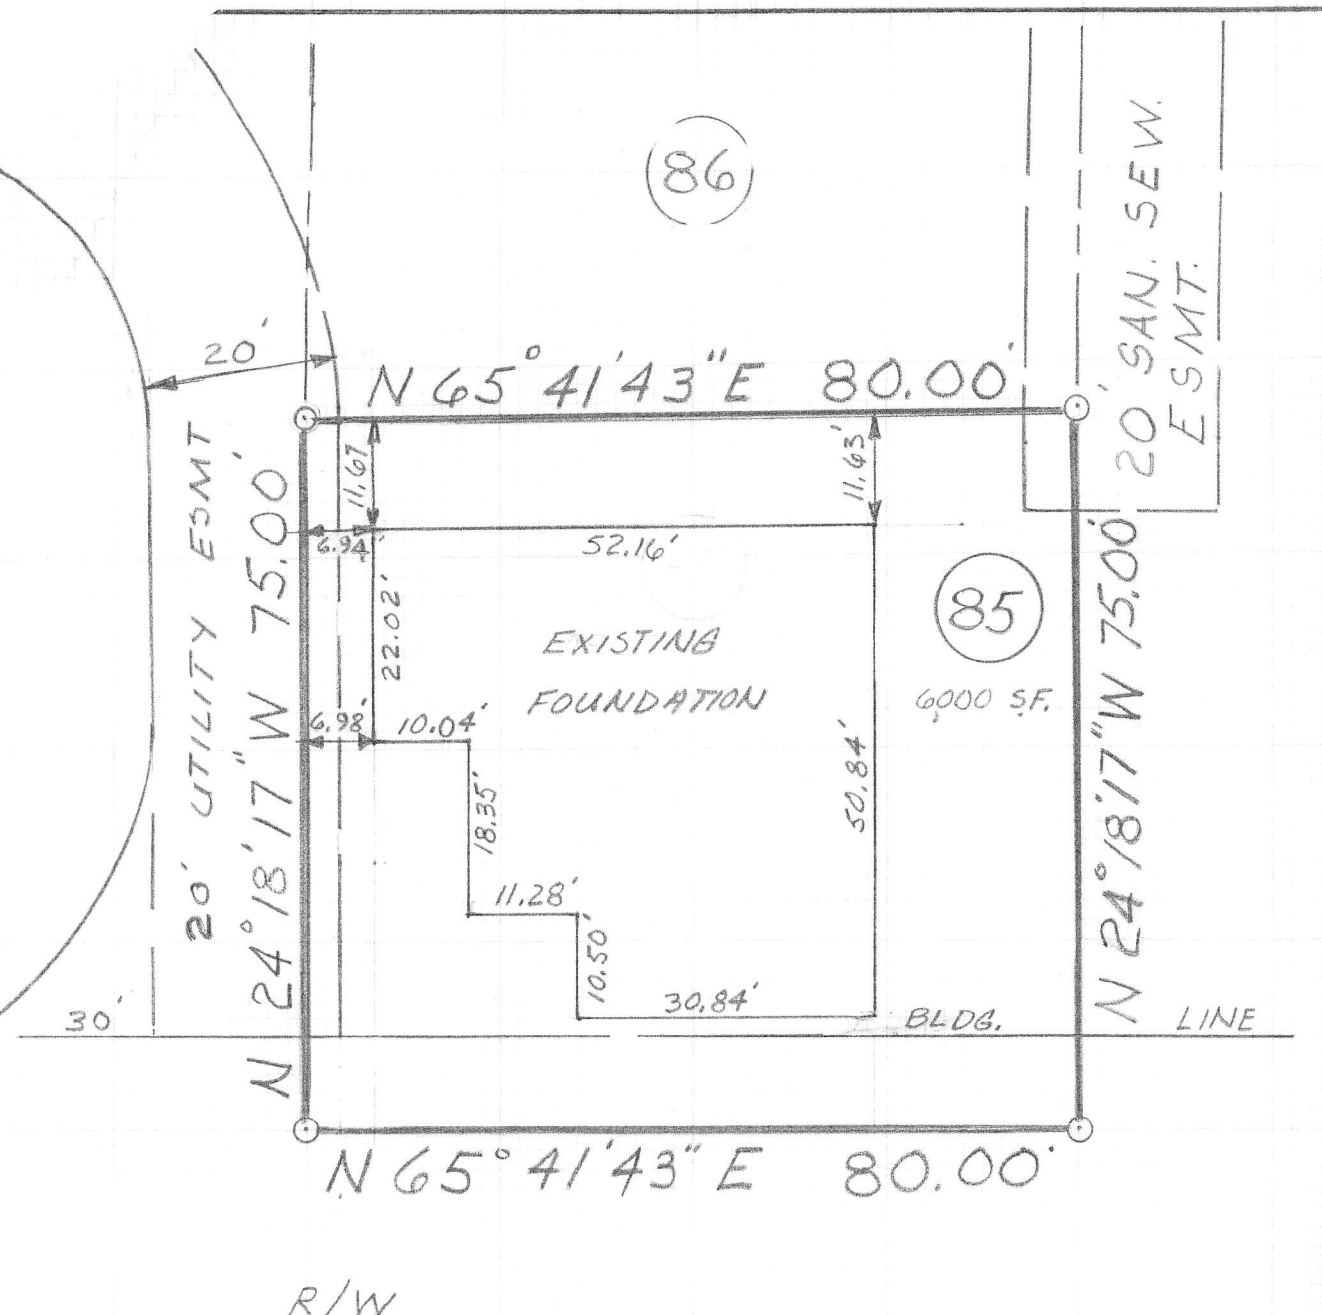 86
20' SAN. SEW.
ESMT.
20'
N 65° 41' 43" E 80.00'
20' UTILITY ESMT
N 24° 18' 17" W 75.00'
11.67
11.63'
6.94'
52.16'
22.02'
EXISTING
FOUNDATION
85
6000 SF.
6.98'
10.04'
18.35'
50.84'
11.28'
10.50'
30.84'
N 24° 18' 17" W 75.00'
30'
BLDG. LINE
N 65° 41' 43" E 80.00'
R/W